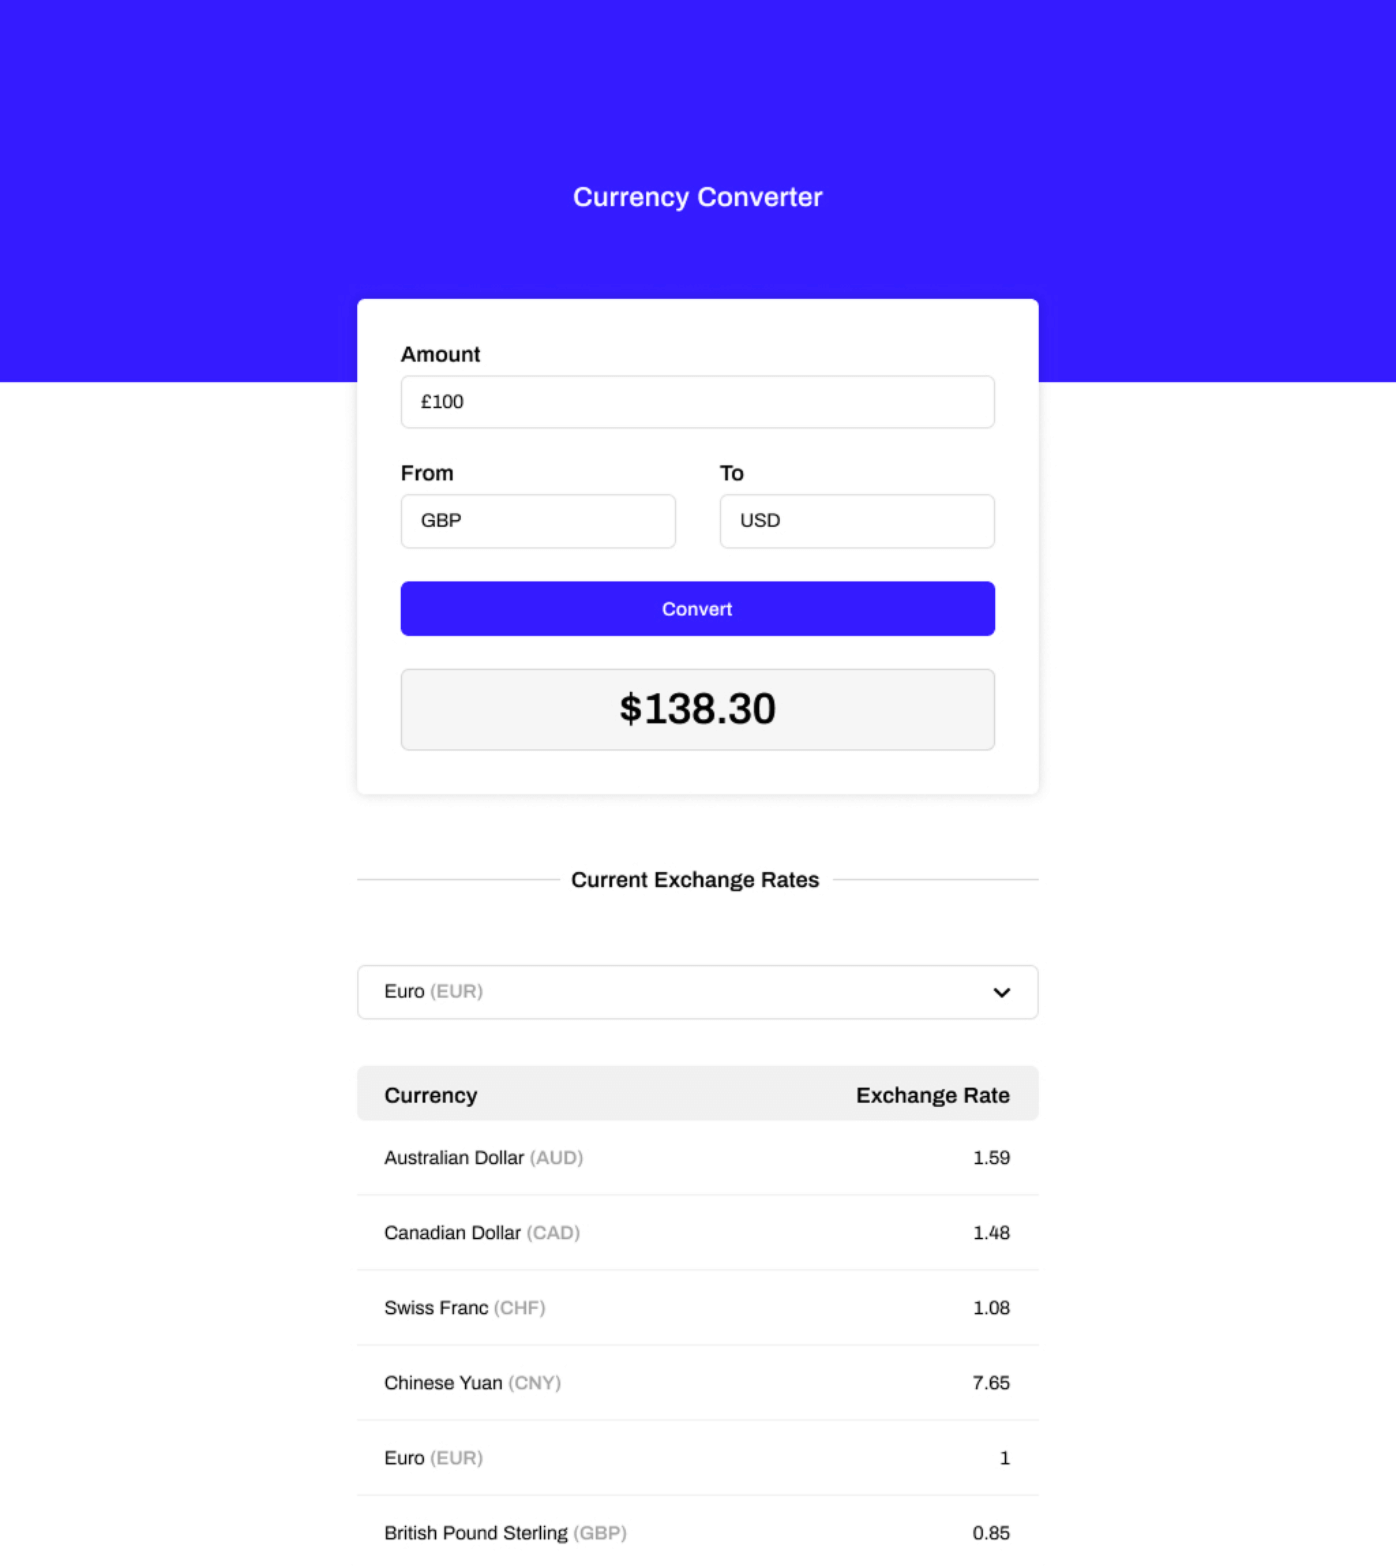 Currency Converter
Amount
£100
From To
GBP USD
Convert
$138.30
Current Exchange Rates
Euro (EUR)
Currency Exchange Rate
Australian Dollar (AUD) 1.59
Canadian Dollar (CAD) 1.48
Swiss Franc (CHF) 1.08
Chinese Yuan (CNY) 7.65
Euro (EUR) 1
British Pound Sterling (GBP) 0.85